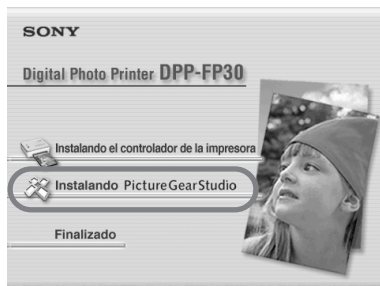 SONY
Digital Photo Printer DPP-FP30
Instalando el controlador de la impresora
Instalando PictureGearStudio
Finalizado